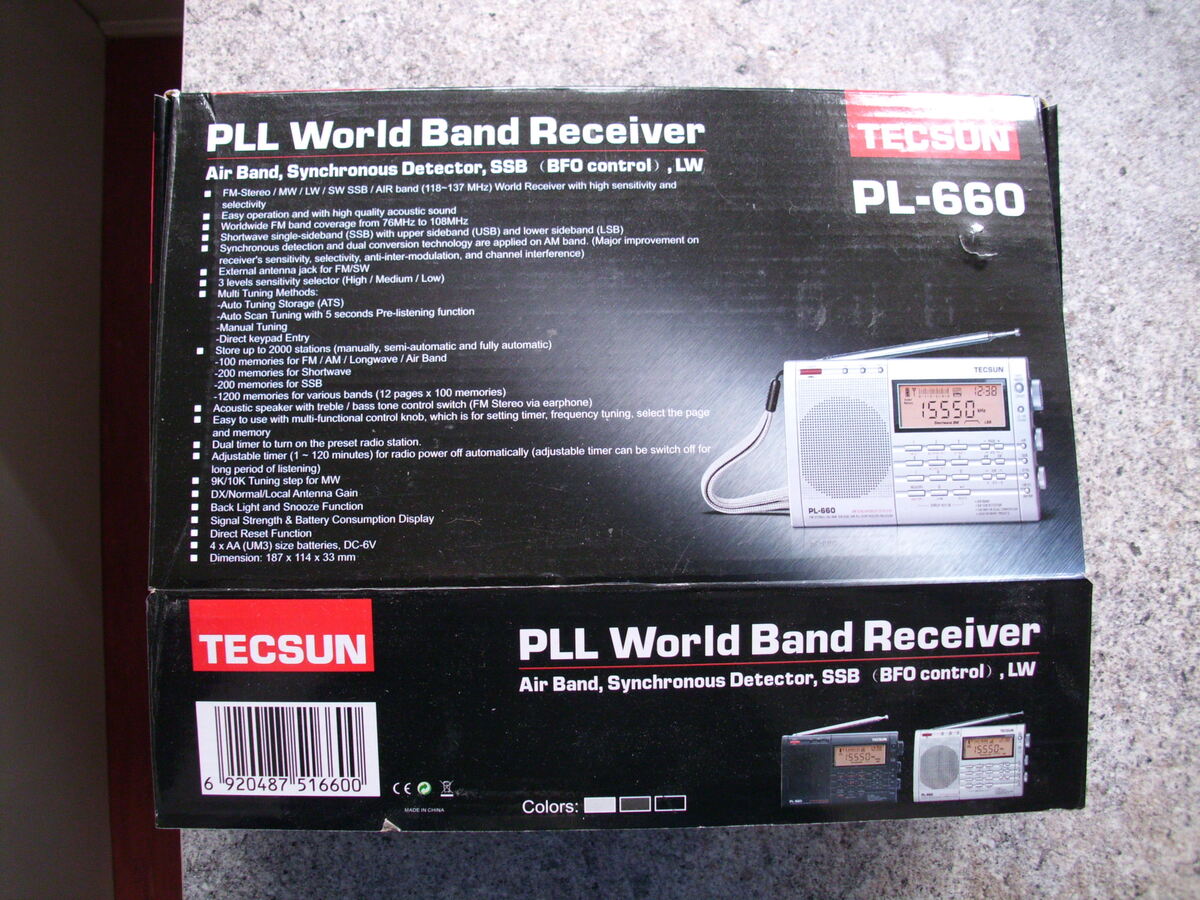 PLL World Band Receiver
Air Band, Synchronous Detector, SSB （BFO control）, LW
TECSUN
PL-660
■ FM-Stereo / MW / LW / SW SSB / AIR band (118~137 MHz) World Receiver with high sensitivity and
selectivity
■ Easy operation and with high quality acoustic sound
■ Worldwide FM band coverage from 76MHz to 108MHz
■ Shortwave single-sideband (SSB) with upper sideband (USB) and lower sideband (LSB)
■ Synchronous detection and dual conversion technology are applied on AM band. (Major improvement on
receiver's sensitivity, selectivity, anti-inter-modulation, and channel interference)
■ External antenna jack for FM/SW
■ 3 levels sensitivity selector (High / Medium / Low)
■ Multi Tuning Methods:
-Auto Tuning Storage (ATS)
-Auto Scan Tuning with 5 seconds Pre-listening function
-Manual Tuning
-Direct keypad Entry
■ Store up to 2000 stations (manually, semi-automatic and fully automatic)
-100 memories for FM / AM / Longwave / Air Band
-200 memories for Shortwave
-200 memories for SSB
-1200 memories for various bands (12 pages x 100 memories)
■ Acoustic speaker with treble / bass tone control switch (FM Stereo via earphone)
■ Easy to use with multi-functional control knob, which is for setting timer, frequency tuning, select the page
and memory
■ Dual timer to turn on the preset radio station.
■ Adjustable timer (1 ~ 120 minutes) for radio power off automatically (adjustable timer can be switch off for
long period of listening)
■ 9K/10K Tuning step for MW
■ DX/Normal/Local Antenna Gain
■ Back Light and Snooze Function
■ Signal Strength & Battery Consumption Display
■ Direct Reset Function
■ 4 x AA (UM3) size batteries, DC-6V
■ Dimension: 187 x 114 x 33 mm
TECSUN
12:38
15550 kHz
PL-660
TECSUN
PLL World Band Receiver
Air Band, Synchronous Detector, SSB （BFO control）, LW
6 920487 516600
CE
MADE IN CHINA
Colors:
TECSUN
15550
PL-660
TECSUN
15550
PL-660